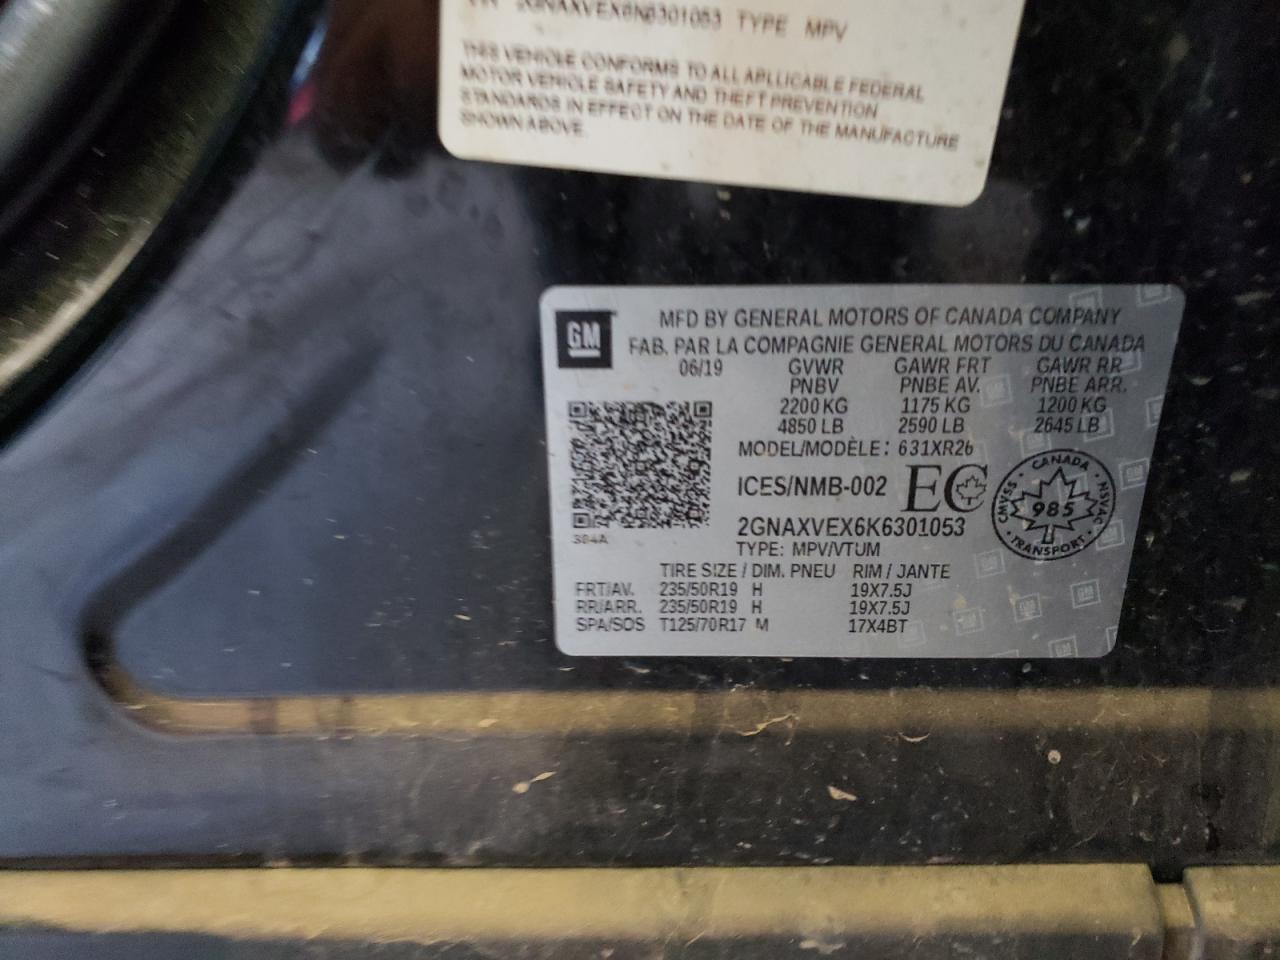 2GNAXVEX6K6301053 TYPE MPV
THIS VEHICLE CONFORMS TO ALL APLLICABLE FEDERAL
MOTOR VEHICLE SAFETY AND THEFT PREVENTION
STANDARDS IN EFFECT ON THE DATE OF THE MANUFACTURE
SHOWN ABOVE.
GM
MFD BY GENERAL MOTORS OF CANADA COMPANY
FAB. PAR LA COMPAGNIE GENERAL MOTORS DU CANADA
06/19 GVWR GAWR FRT GAWR RR
PNBV PNBE AV. PNBE ARR.
2200 KG 1175 KG 1200 KG
4850 LB 2590 LB 2645 LB
MODEL/MODÈLE: 631XR26
ICES/NMB-002 EC
CANADA
CMVSS • NSVAC
985
TRANSPORT
2GNAXVEX6K6301053
384A
TYPE: MPV/VTUM
TIRE SIZE / DIM. PNEU RIM / JANTE
FRT/AV. 235/50R19 H 19X7.5J
RR/ARR. 235/50R19 H 19X7.5J
SPA/SOS T125/70R17 M 17X4BT